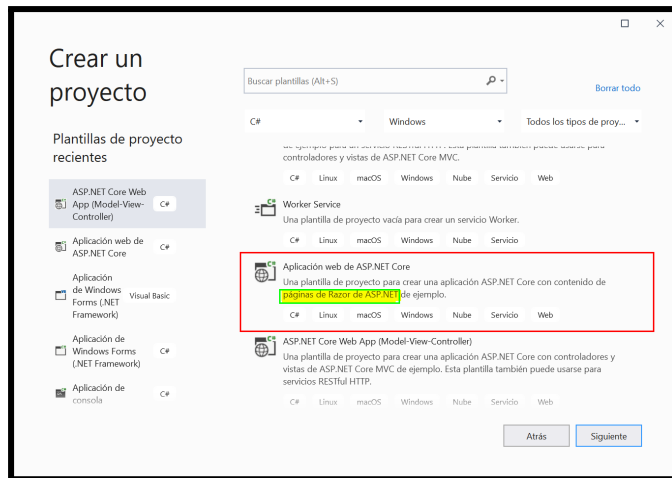 Crear un
proyecto
Buscar plantillas (Alt+S)
Borrar todo
C#
Windows
Todos los tipos de proy...
Plantillas de proyecto
recientes
ASP.NET Core Web
App (Model-View-
Controller)
C#
Aplicación web de
ASP.NET Core
C#
Aplicación
de Windows
Forms (.NET
Framework)
Visual Basic
Aplicación de
Windows Forms
(.NET Framework)
C#
Aplicación de
consola
C#
controladores y vistas de ASP.NET Core MVC.
C# Linux macOS Windows Nube Servicio Web
Worker Service
Una plantilla de proyecto vacía para crear un servicio Worker.
C# Linux macOS Windows Nube Servicio
Aplicación web de ASP.NET Core
Una plantilla de proyecto para crear una aplicación ASP.NET Core con contenido de
páginas de Razor de ASP.NET de ejemplo.
C# Linux macOS Windows Nube Servicio Web
ASP.NET Core Web App (Model-View-Controller)
Una plantilla de proyecto para crear una aplicación ASP.NET Core con controladores y
vistas de ASP.NET Core MVC de ejemplo. Esta plantilla también puede usarse para
servicios RESTful HTTP.
C# Linux macOS Windows Nube Servicio Web
Atrás
Siguiente